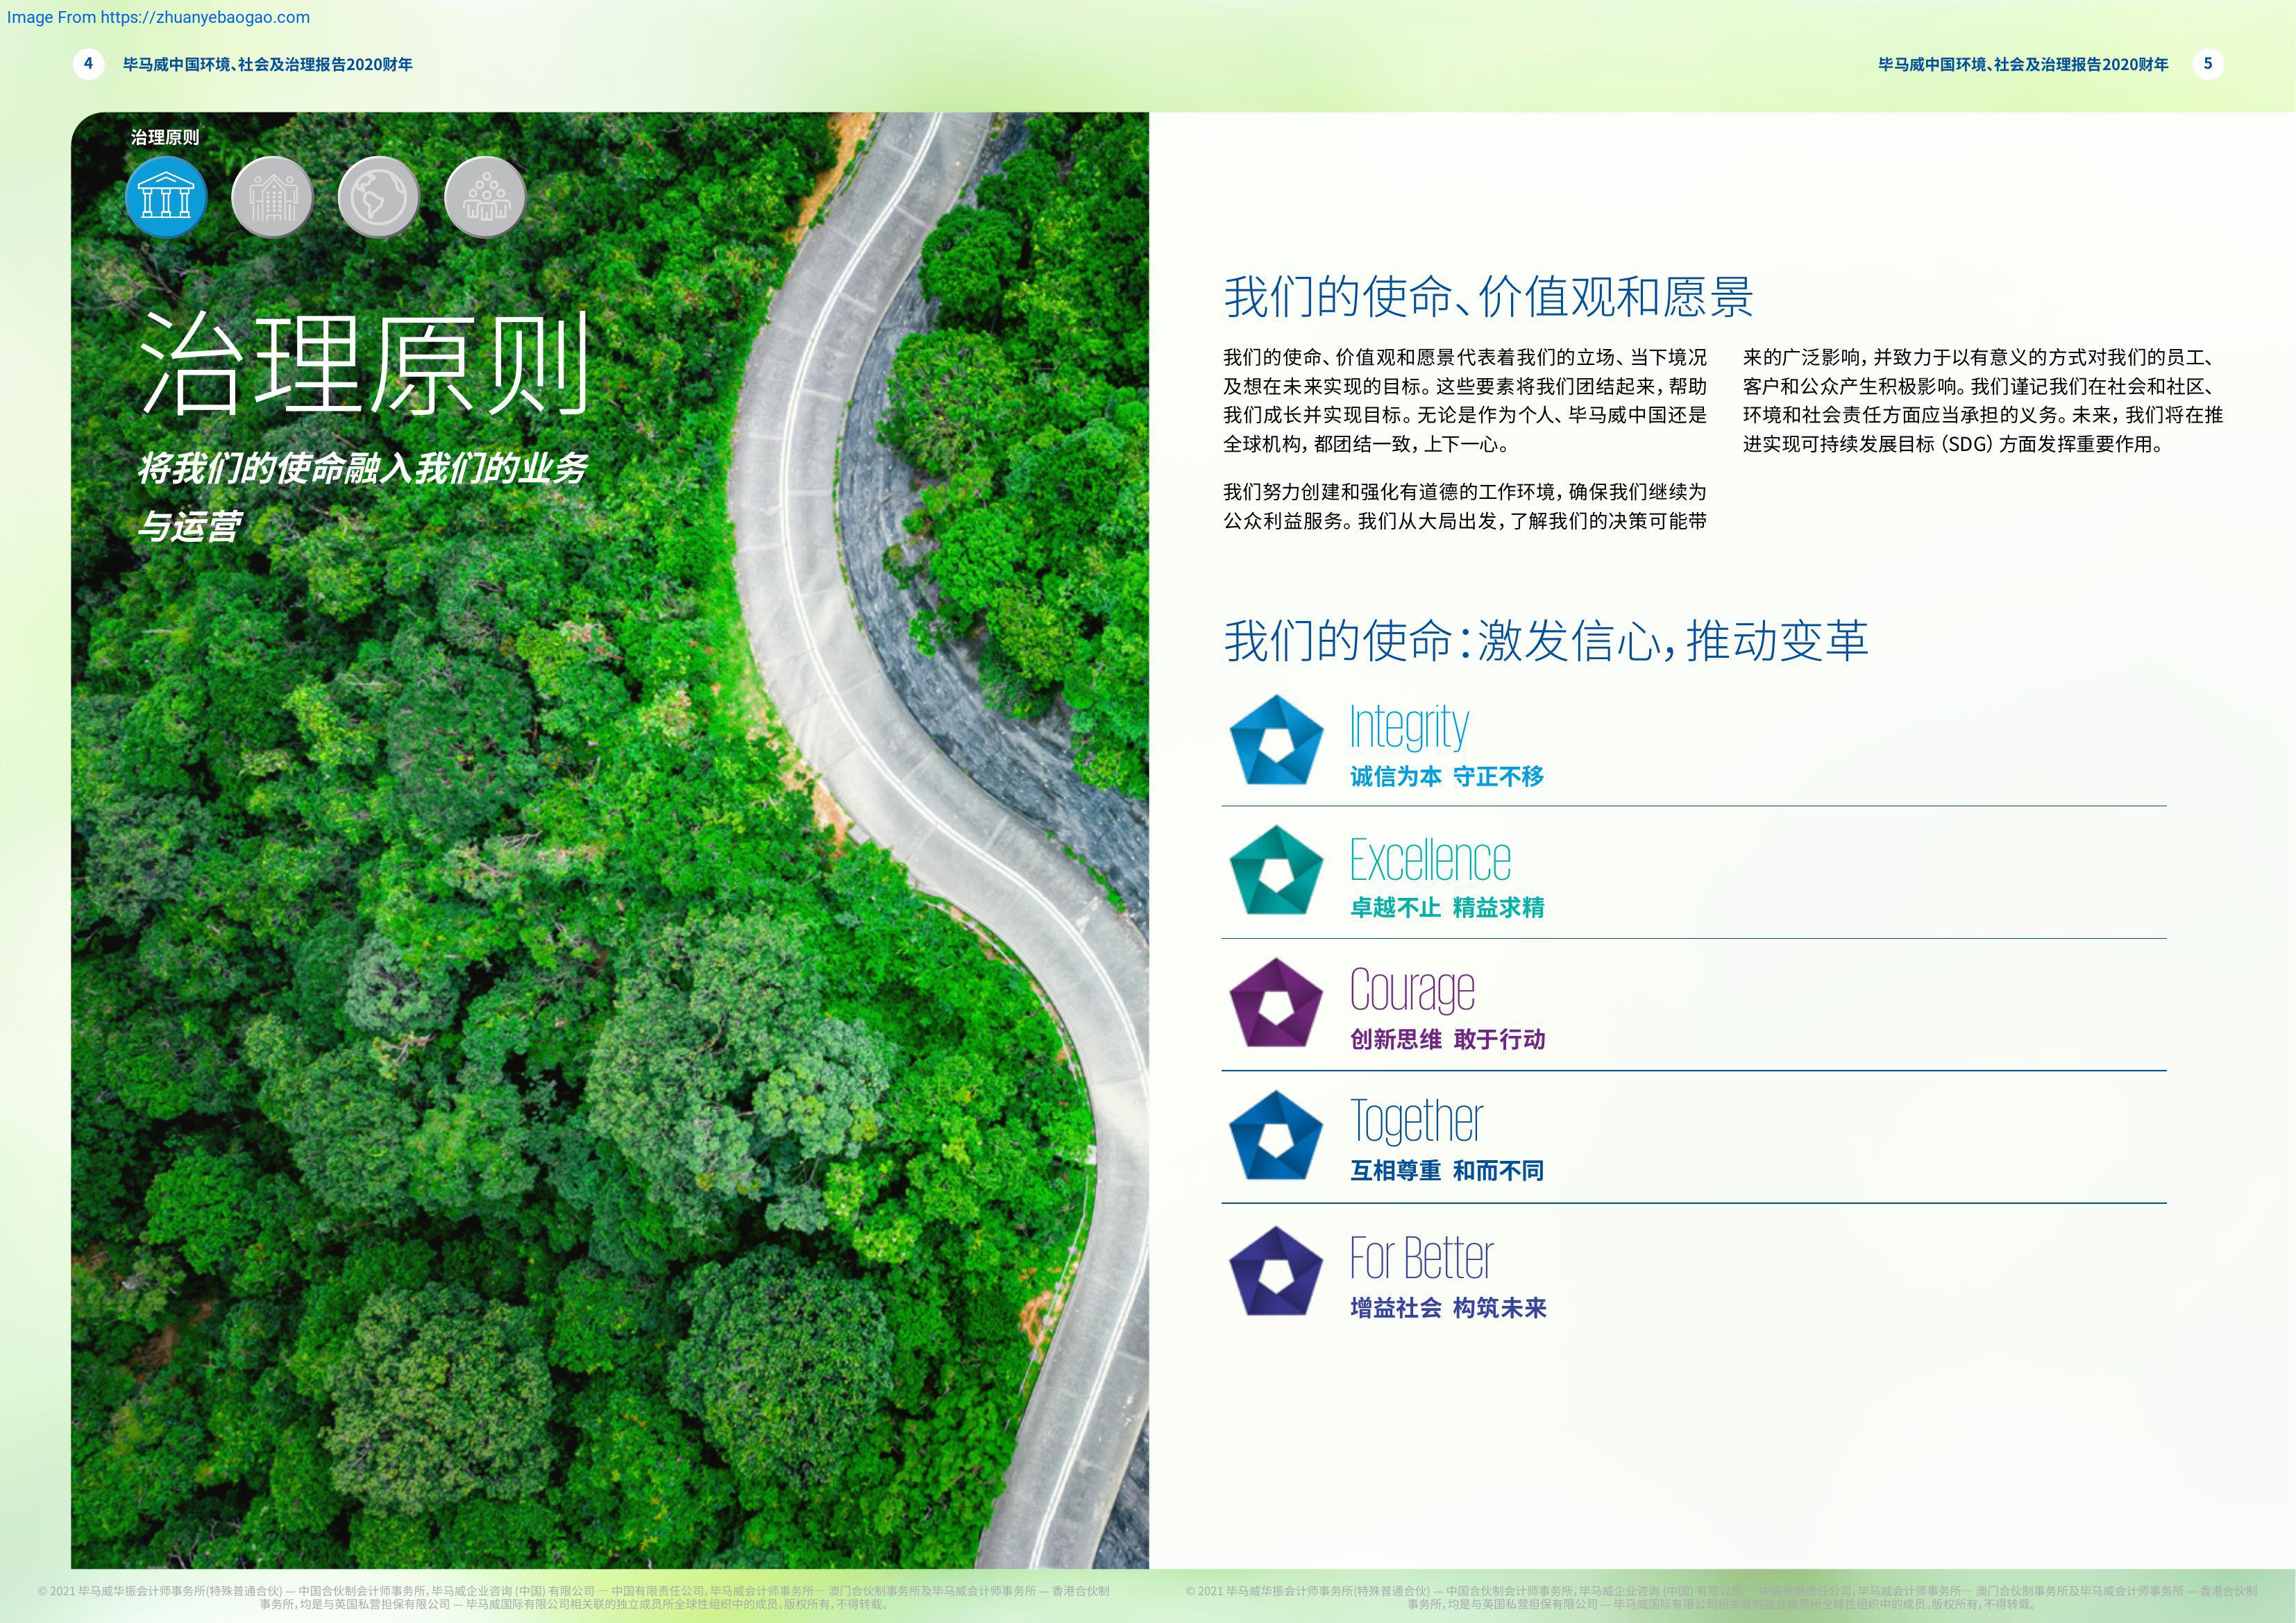 Image From https://zhuanyebaogao.com
4 毕马威中国环境、社会及治理报告2020财年
毕马威中国环境、社会及治理报告2020财年 5
治理原则
治理原则
将我们的使命融入我们的业务
与运营
我们的使命、价值观和愿景
我们的使命、价值观和愿景代表着我们的立场、当下境况
及想在未来实现的目标。这些要素将我们团结起来，帮助
我们成长并实现目标。无论是作为个人、毕马威中国还是
全球机构，都团结一致，上下一心。
我们努力创建和强化有道德的工作环境，确保我们继续为
公众利益服务。我们从大局出发，了解我们的决策可能带
来的广泛影响，并致力于以有意义的方式对我们的员工、
客户和公众产生积极影响。我们谨记我们在社会和社区、
环境和社会责任方面应当承担的义务。未来，我们将在推
进实现可持续发展目标（SDG）方面发挥重要作用。
我们的使命：激发信心，推动变革
Integrity
诚信为本 守正不移
Excellence
卓越不止 精益求精
Courage
创新思维 敢于行动
Together
互相尊重 和而不同
For Better
增益社会 构筑未来
© 2021 毕马威华振会计师事务所(特殊普通合伙) — 中国合伙制会计师事务所，毕马威企业咨询 (中国) 有限公司 — 中国有限责任公司，毕马威会计师事务所— 澳门合伙制事务所及毕马威会计师事务所 — 香港合伙制
事务所，均是与英国私营担保有限公司 — 毕马威国际有限公司相关联的独立成员所全球性组织中的成员。版权所有，不得转载。
© 2021 毕马威华振会计师事务所(特殊普通合伙) — 中国合伙制会计师事务所，毕马威企业咨询 (中国) 有限公司 — 中国有限责任公司，毕马威会计师事务所— 澳门合伙制事务所及毕马威会计师事务所 — 香港合伙制
事务所，均是与英国私营担保有限公司 — 毕马威国际有限公司相关联的独立成员所全球性组织中的成员。版权所有，不得转载。